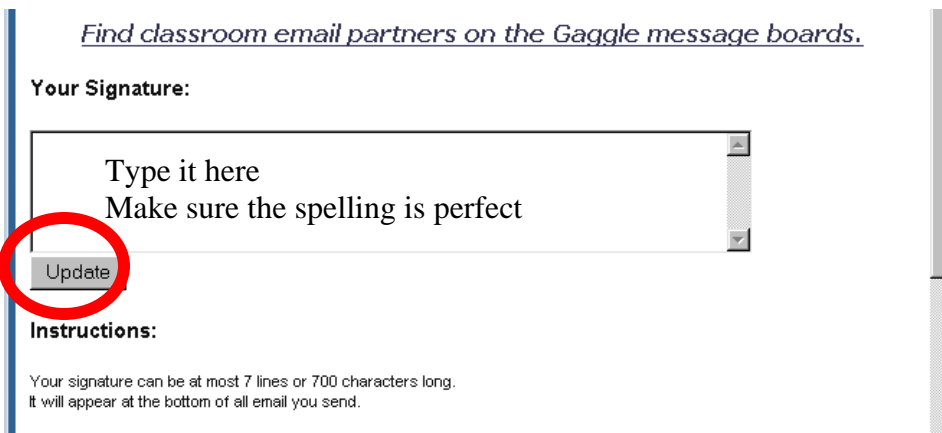 Find classroom email partners on the Gaggle message boards.
Your Signature:
Type it here
Make sure the spelling is perfect
Update
Instructions:
Your signature can be at most 7 lines or 700 characters long.
It will appear at the bottom of all email you send.